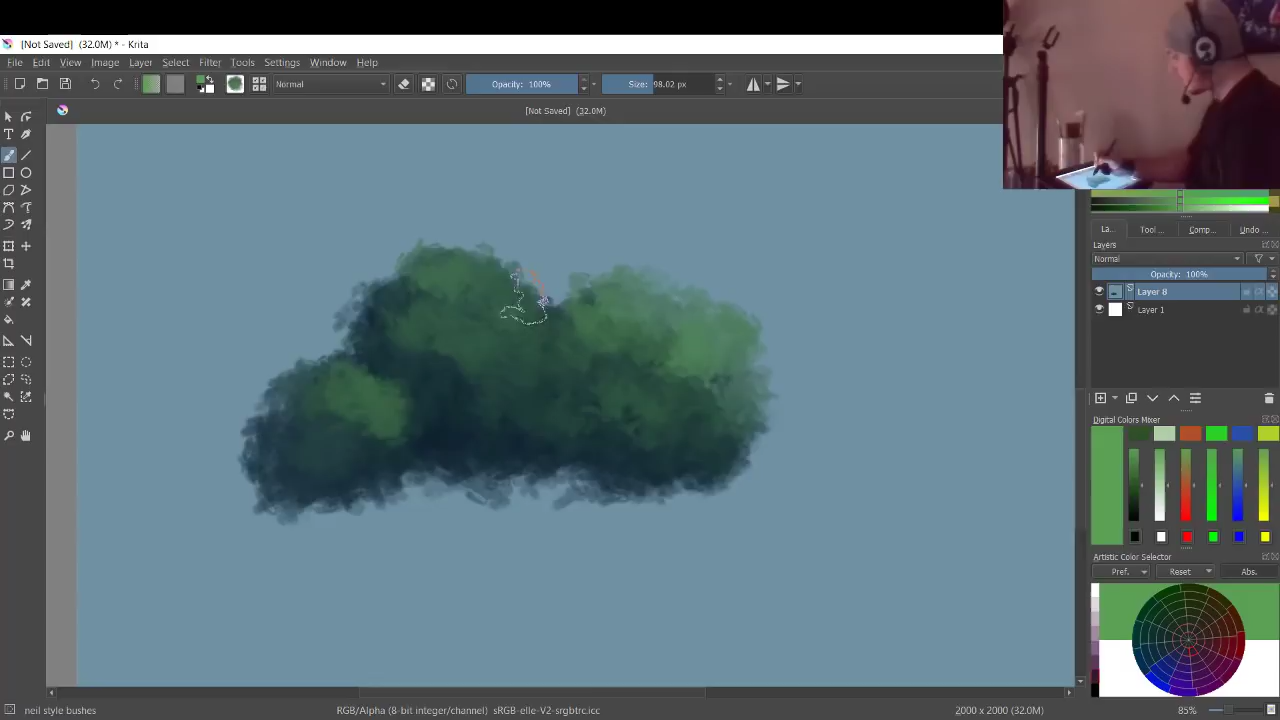 [Not Saved] (32.0M) * - Krita
File Edit View Image Layer Select Filter Tools Settings Window Help
Normal Opacity: 100% Size: 98.02 px
[Not Saved] (32.0M)
La... Tool ... Comp... Undo ...
Layers
Normal
Opacity: 100%
Layer 8
Layer 1
Digital Colors Mixer
Artistic Color Selector
Pref. Reset Abs.
neil style bushes RGB/Alpha (8-bit integer/channel) sRGB-elle-V2-srgbtrc.icc 2000 x 2000 (32.0M) 85%